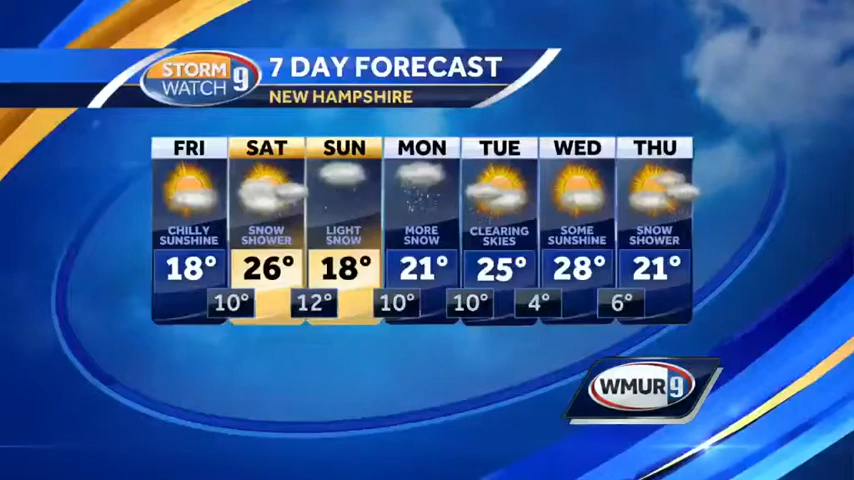 STORM
WATCH 9
7 DAY FORECAST
NEW HAMPSHIRE
FRI SAT SUN MON TUE WED THU
CHILLY SNOW LIGHT MORE CLEARING SOME SNOW
SUNSHINE SHOWER SNOW SNOW SKIES SUNSHINE SHOWER
18° 26° 18° 21° 25° 28° 21°
10° 12° 10° 10° 4° 6°
WMUR 9